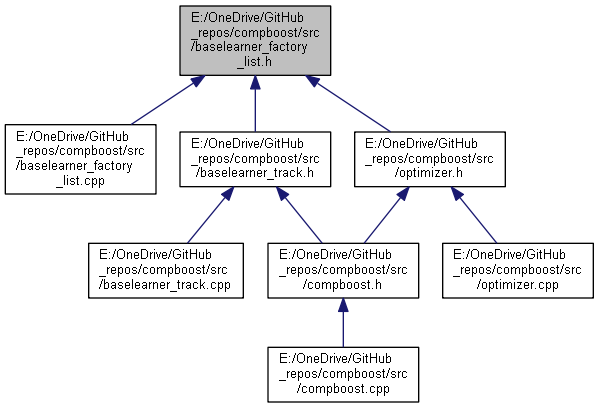 E:/OneDrive/GitHub
_repos/compboost/src
/baselearner_factory
_list.h
E:/OneDrive/GitHub
_repos/compboost/src
/baselearner_factory
_list.cpp
E:/OneDrive/GitHub
_repos/compboost/src
/baselearner_track.h
E:/OneDrive/GitHub
_repos/compboost/src
/optimizer.h
E:/OneDrive/GitHub
_repos/compboost/src
/baselearner_track.cpp
E:/OneDrive/GitHub
_repos/compboost/src
/compboost.h
E:/OneDrive/GitHub
_repos/compboost/src
/optimizer.cpp
E:/OneDrive/GitHub
_repos/compboost/src
/compboost.cpp